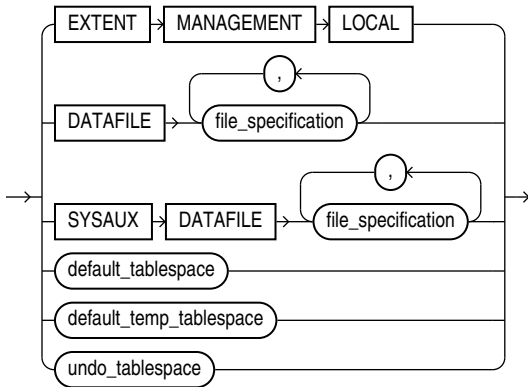 EXTENT MANAGEMENT LOCAL
,
DATAFILE file_specification
,
SYSAUX DATAFILE file_specification
default_tablespace
default_temp_tablespace
undo_tablespace